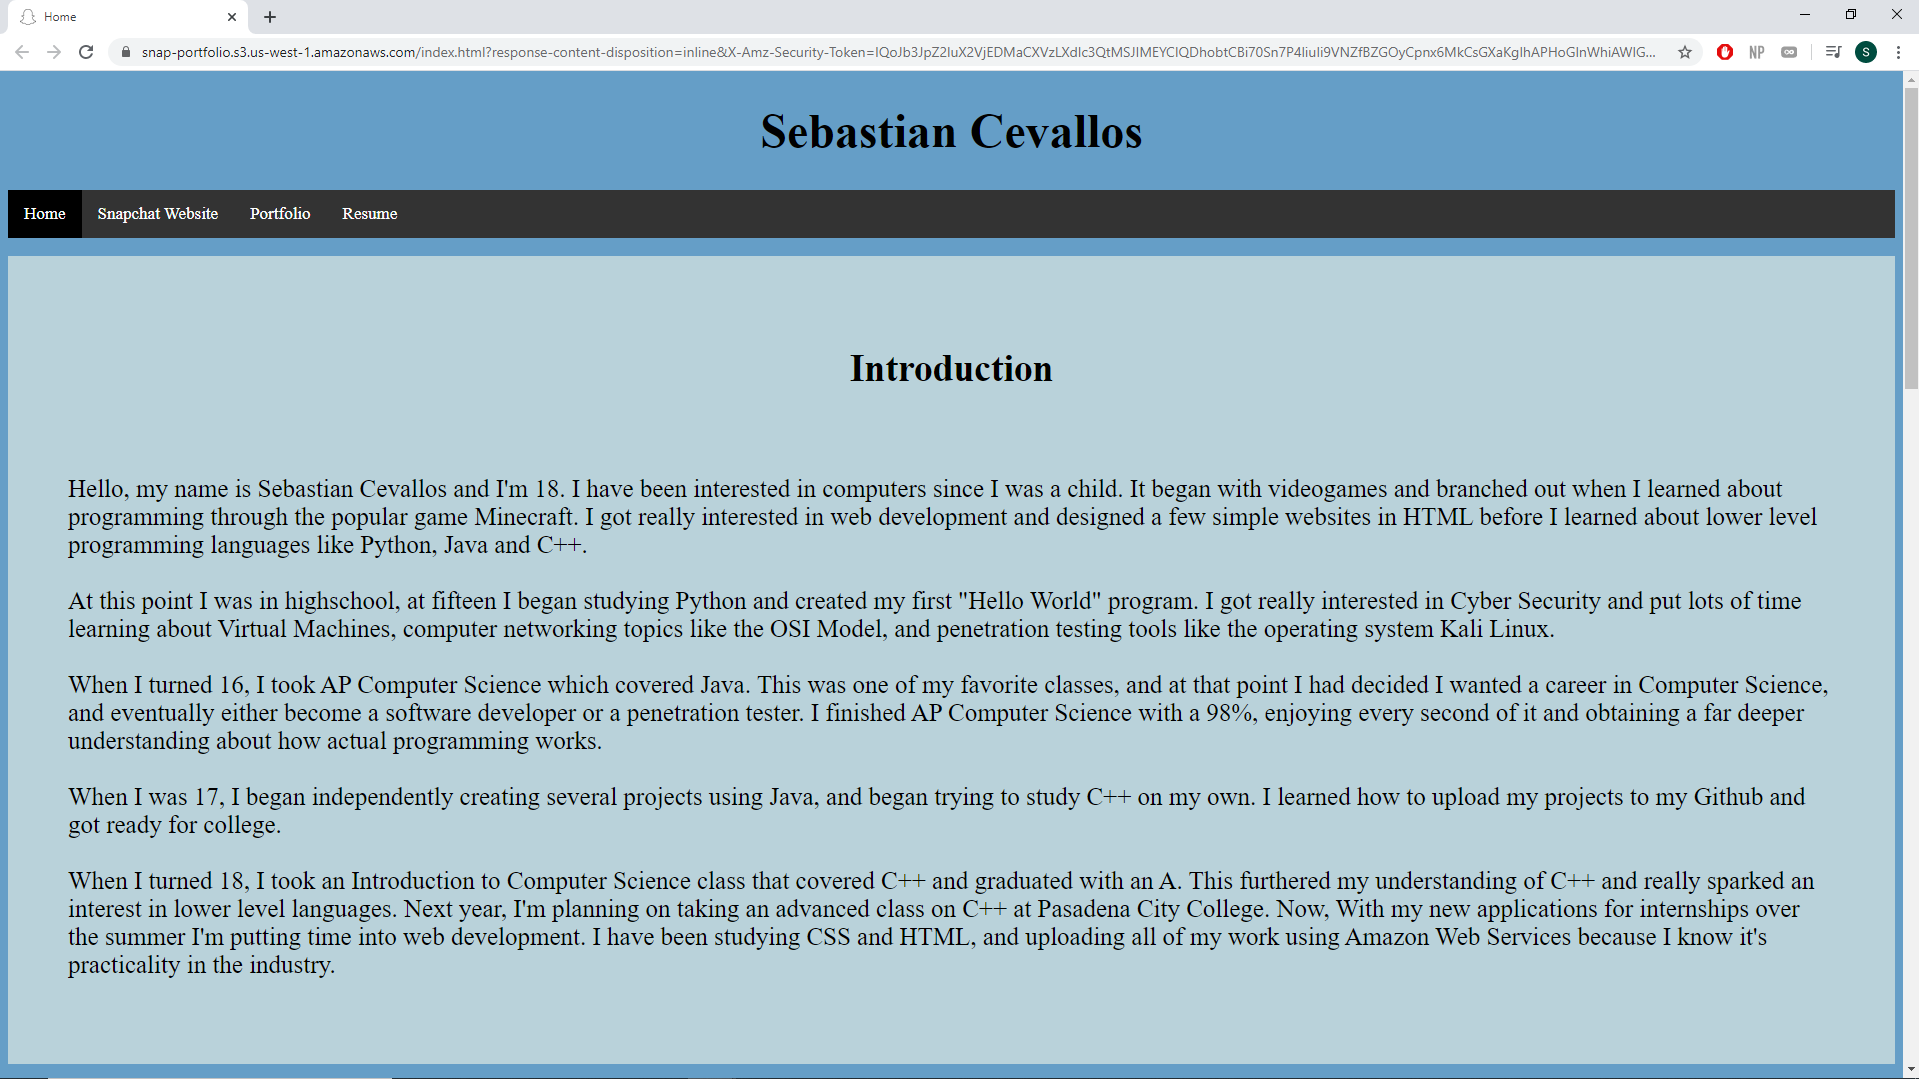 Home
snap-portfolio.s3.us-west-1.amazonaws.com/index.html?response-content-disposition=inline&X-Amz-Security-Token=
NP
S
Sebastian Cevallos
Home Snapchat Website Portfolio Resume
Introduction
Hello, my name is Sebastian Cevallos and I'm 18. I have been interested in computers since I was a child. It began with videogames and branched out when I learned about
programming through the popular game Minecraft. I got really interested in web development and designed a few simple websites in HTML before I learned about lower level
programming languages like Python, Java and C++.
At this point I was in highschool, at fifteen I began studying Python and created my first "Hello World" program. I got really interested in Cyber Security and put lots of time
learning about Virtual Machines, computer networking topics like the OSI Model, and penetration testing tools like the operating system Kali Linux.
When I turned 16, I took AP Computer Science which covered Java. This was one of my favorite classes, and at that point I had decided I wanted a career in Computer Science,
and eventually either become a software developer or a penetration tester. I finished AP Computer Science with a 98%, enjoying every second of it and obtaining a far deeper
understanding about how actual programming works.
When I was 17, I began independently creating several projects using Java, and began trying to study C++ on my own. I learned how to upload my projects to my Github and
got ready for college.
When I turned 18, I took an Introduction to Computer Science class that covered C++ and graduated with an A. This furthered my understanding of C++ and really sparked an
interest in lower level languages. Next year, I'm planning on taking an advanced class on C++ at Pasadena City College. Now, With my new applications for internships over
the summer I'm putting time into web development. I have been studying CSS and HTML, and uploading all of my work using Amazon Web Services because I know it's
practicality in the industry.